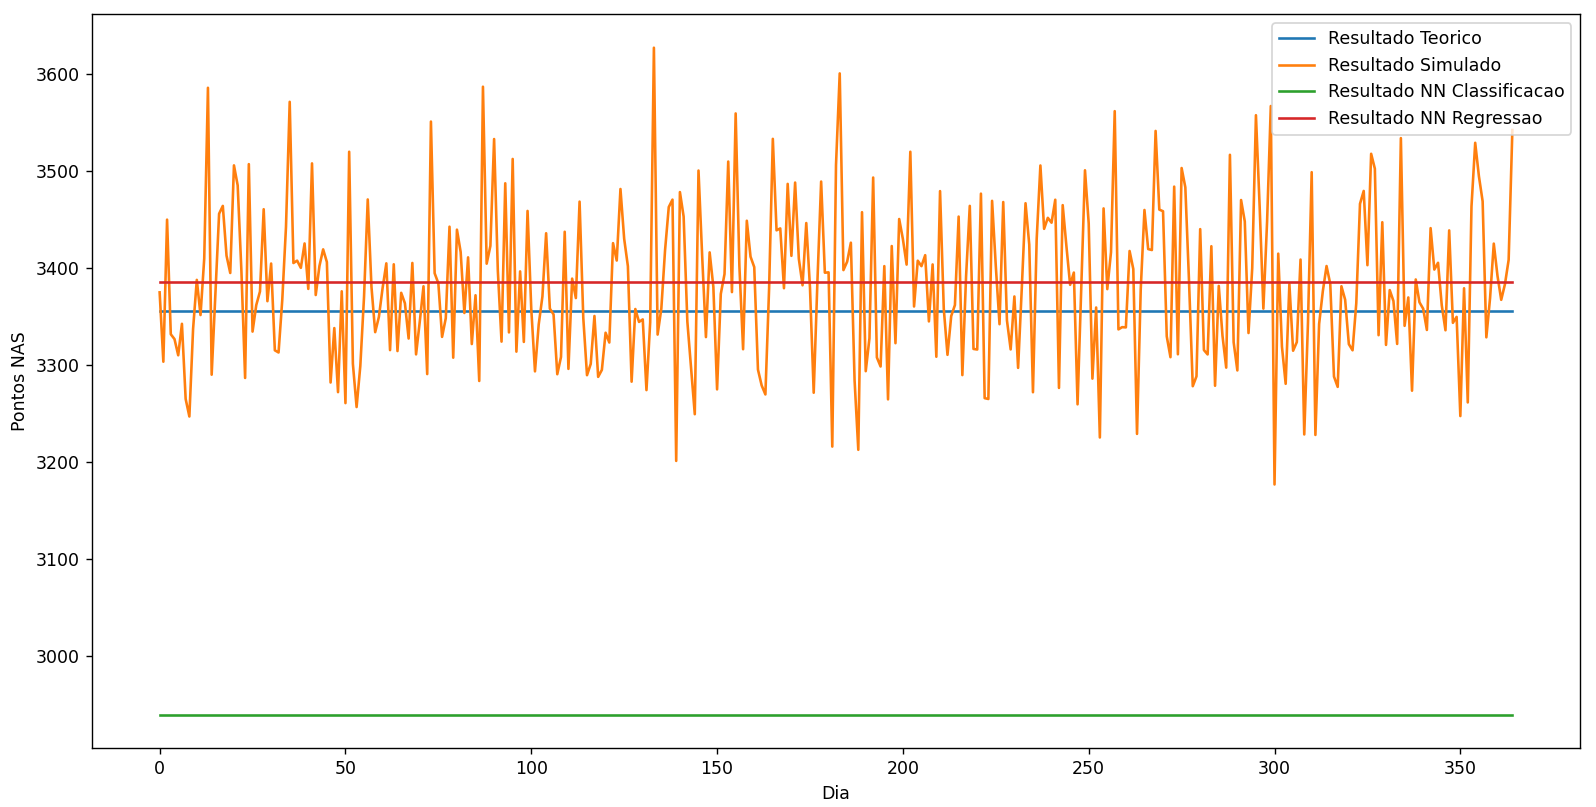 Resultado Teorico
Resultado Simulado
Resultado NN Classificacao
Resultado NN Regressao
3600
3500
3400
3300
3200
3100
3000
Pontos NAS
0 50 100 150 200 250 300 350
Dia